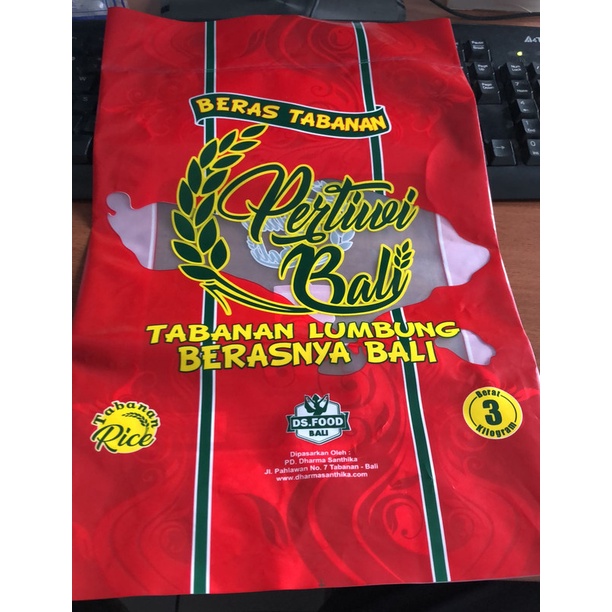 BERAS TABANAN
Pertiwi
Bali
TABANAN LUMBUNG
BERASNYA BALI
Tabanan
Rice
DS.FOOD
BALI
Berat
3
Kilogram
Dipasarkan Oleh :
PD. Dharma Santhika
Jl. Pahlawan No. 7 Tabanan - Bali
www.dharmasanthika.com